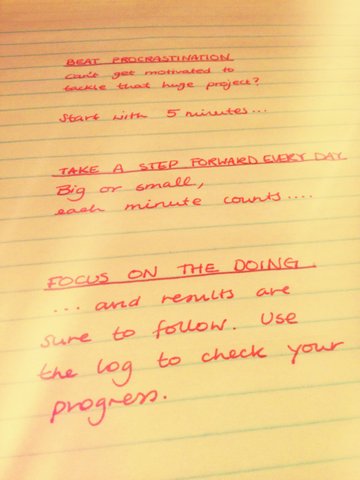 BEAT PROCRASTINATION
Can't get motivated to
tackle that huge project?
Start with 5 minutes...
TAKE A STEP FORWARD EVERY DAY
Big or small,
each minute counts....
FOCUS ON THE DOING
... and results are
sure to follow. Use
the log to check your
progress.